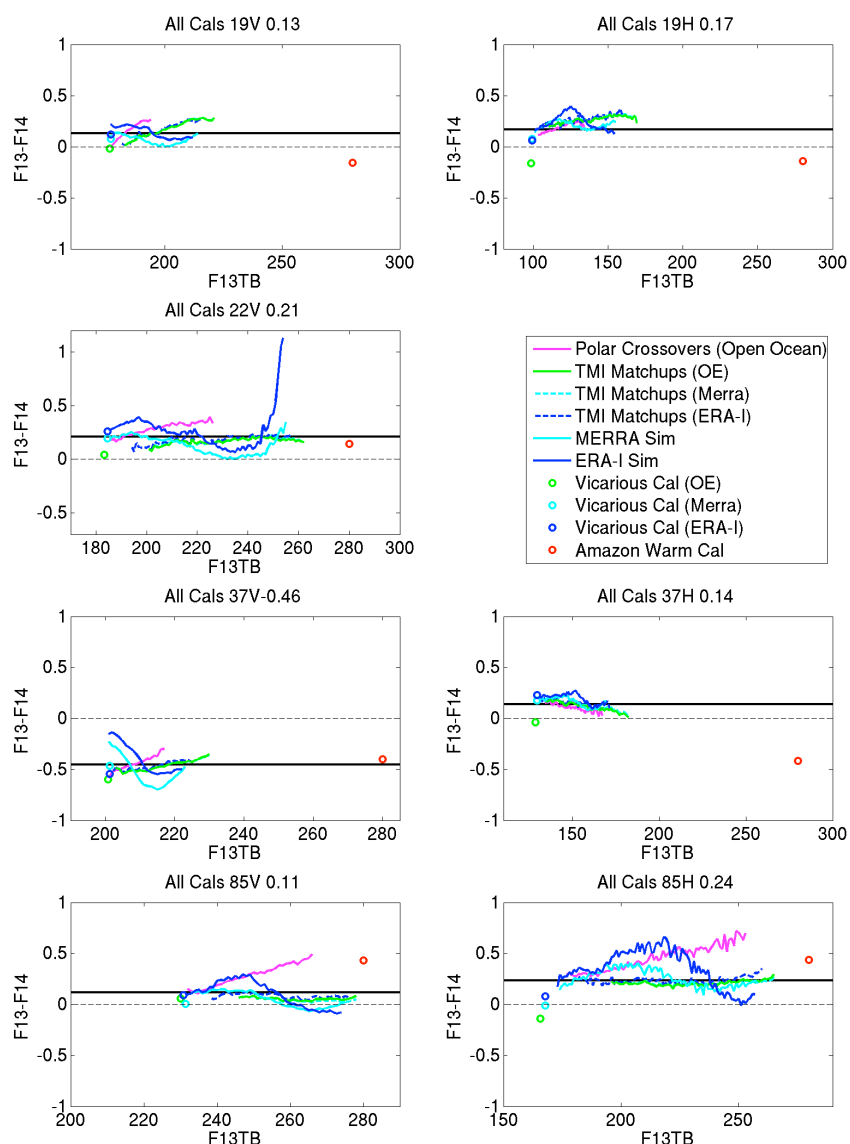 All Cals 19V 0.13
1
0.5
0
-0.5
-1
F13-F14
200
250
300
F13TB
All Cals 19H 0.17
1
0.5
0
-0.5
-1
F13-F14
100
150
200
250
300
F13TB
All Cals 22V 0.21
1
0.5
0
-0.5
F13-F14
180
200
220
240
260
280
300
F13TB
Polar Crossovers (Open Ocean)
TMI Matchups (OE)
TMI Matchups (Merra)
TMI Matchups (ERA-I)
MERRA Sim
ERA-I Sim
Vicarious Cal (OE)
Vicarious Cal (Merra)
Vicarious Cal (ERA-I)
Amazon Warm Cal
All Cals 37V-0.46
1
0.5
0
-0.5
-1
F13-F14
200
220
240
260
280
F13TB
All Cals 37H 0.14
1
0.5
0
-0.5
-1
F13-F14
150
200
250
300
F13TB
All Cals 85V 0.11
1
0.5
0
-0.5
-1
F13-F14
200
220
240
260
280
F13TB
All Cals 85H 0.24
1
0.5
0
-0.5
-1
F13-F14
150
200
250
F13TB